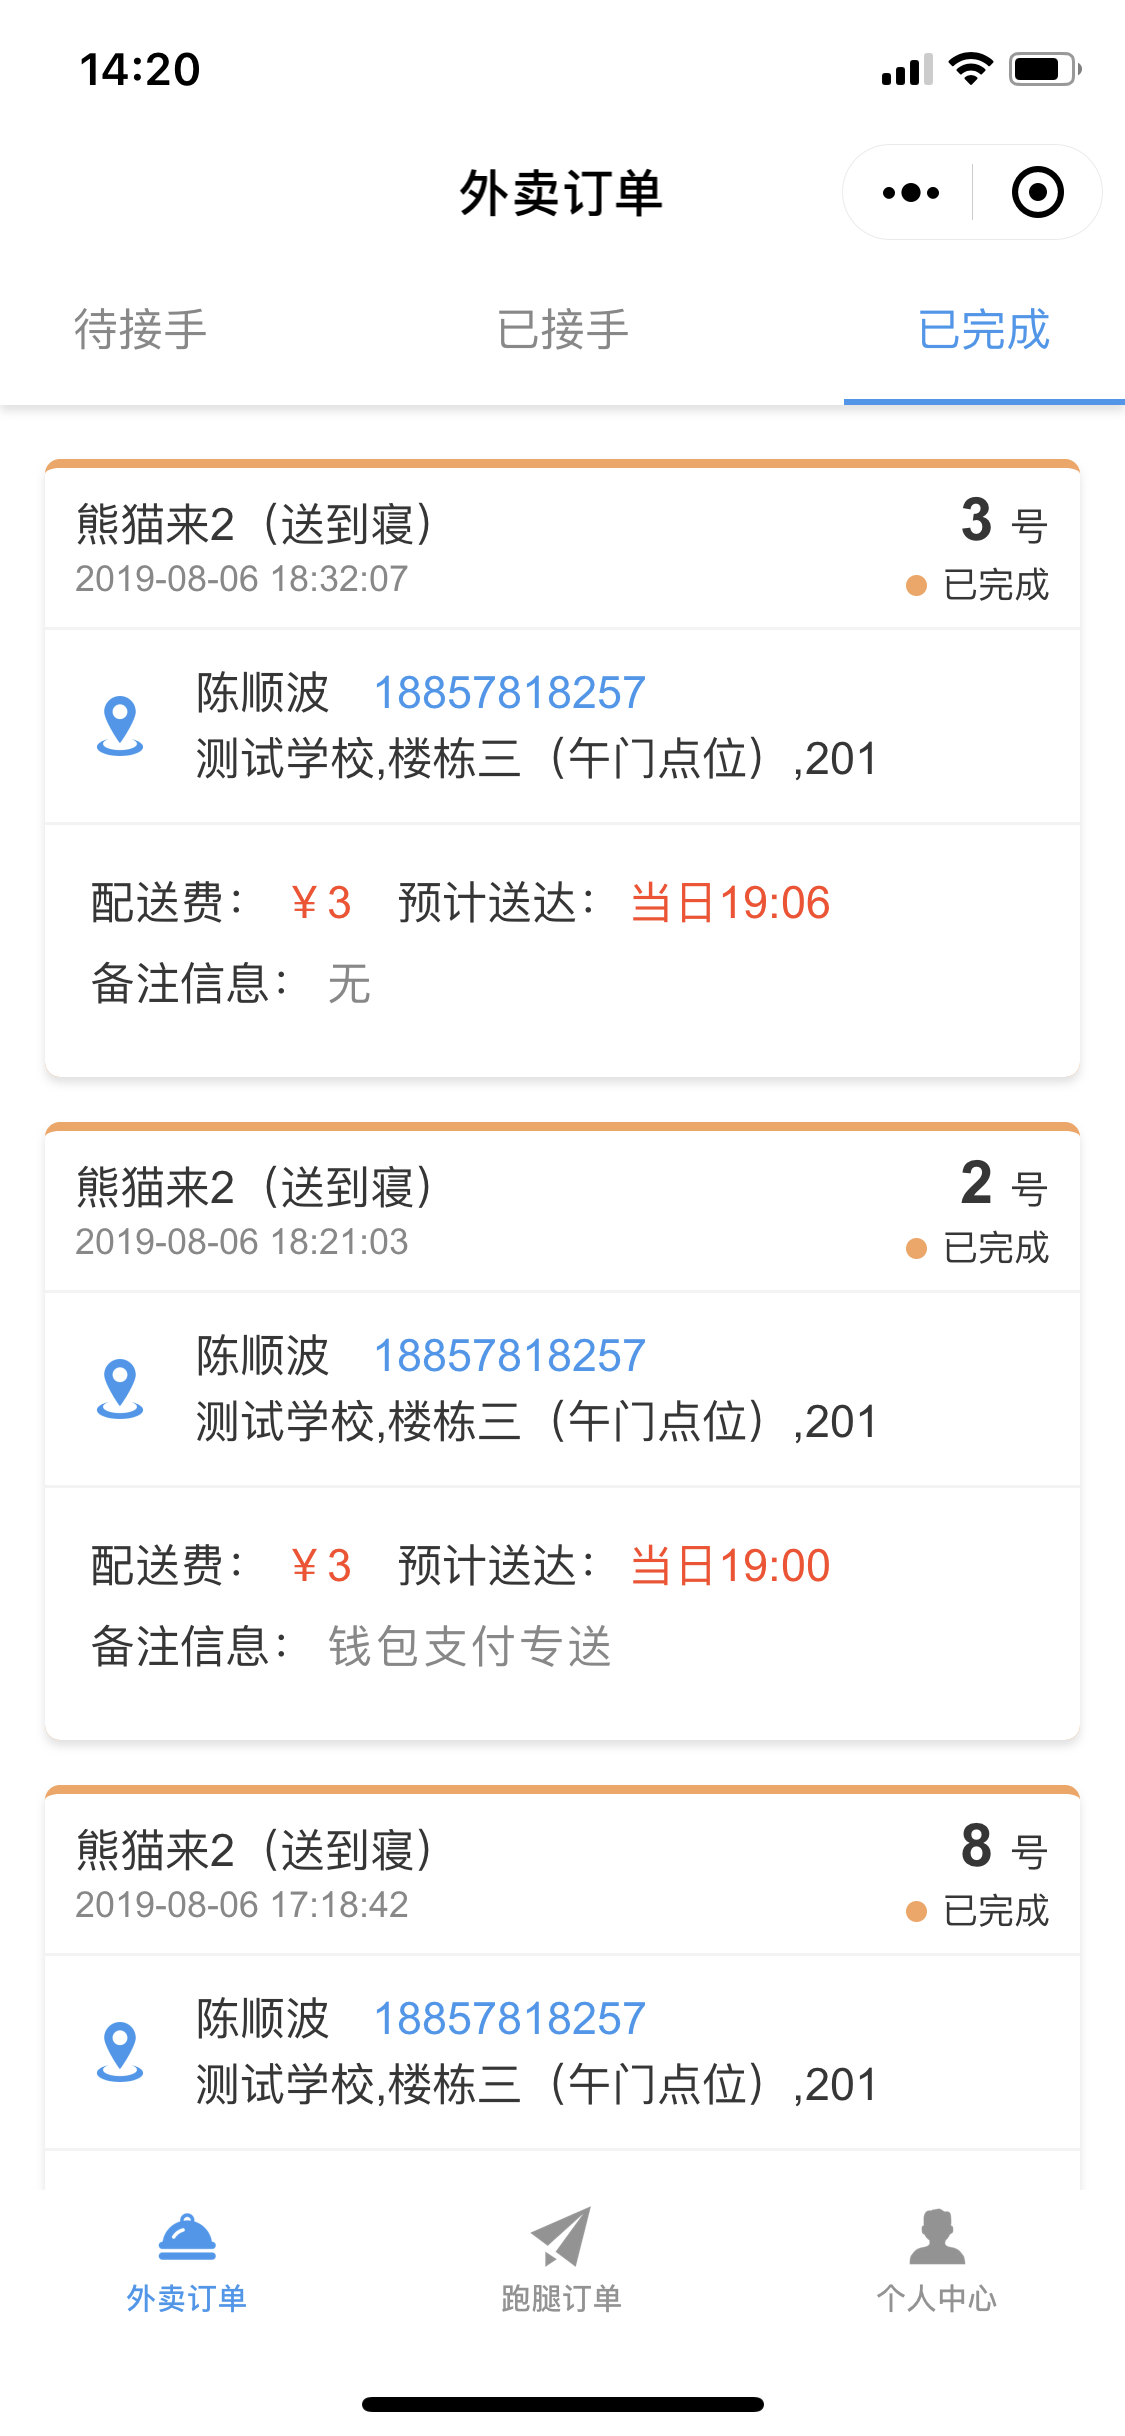 14:20
外卖订单
待接手 已接手 已完成
熊猫来2（送到寝） 3 号
2019-08-06 18:32:07 已完成
陈顺波 18857818257
测试学校,楼栋三（午门点位）,201
配送费： ￥3 预计送达： 当日19:06
备注信息： 无
熊猫来2（送到寝） 2 号
2019-08-06 18:21:03 已完成
陈顺波 18857818257
测试学校,楼栋三（午门点位）,201
配送费： ￥3 预计送达： 当日19:00
备注信息： 钱包支付专送
熊猫来2（送到寝） 8 号
2019-08-06 17:18:42 已完成
陈顺波 18857818257
测试学校,楼栋三（午门点位）,201
外卖订单 跑腿订单 个人中心